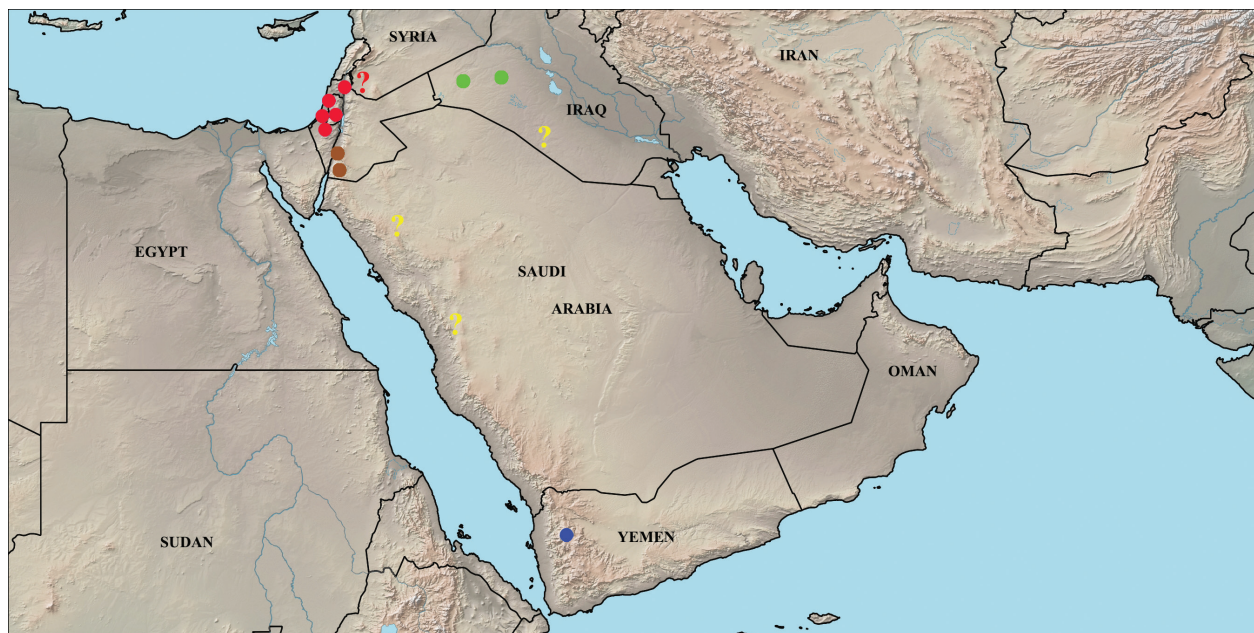 SYRIA
IRAN
?
IRAQ
?
?
EGYPT
SAUDI
ARABIA
?
OMAN
SUDAN
YEMEN